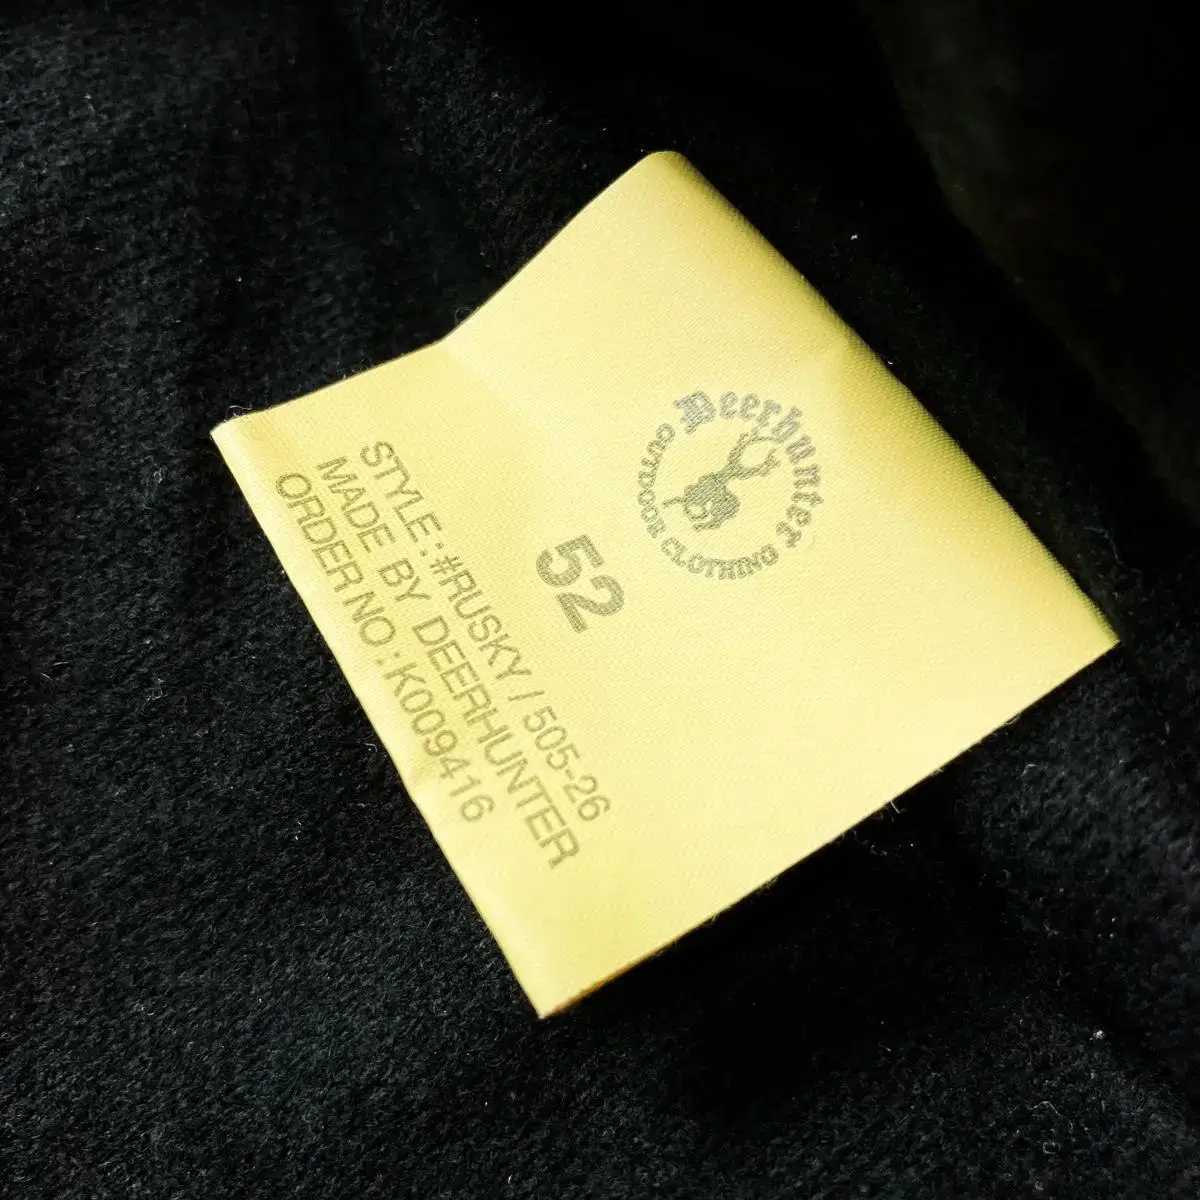 Deerhunter
OUTDOOR CLOTHING
52
STYLE : #RUSKY / 505-26
MADE BY DEERHUNTER
ORDER NO : K009416